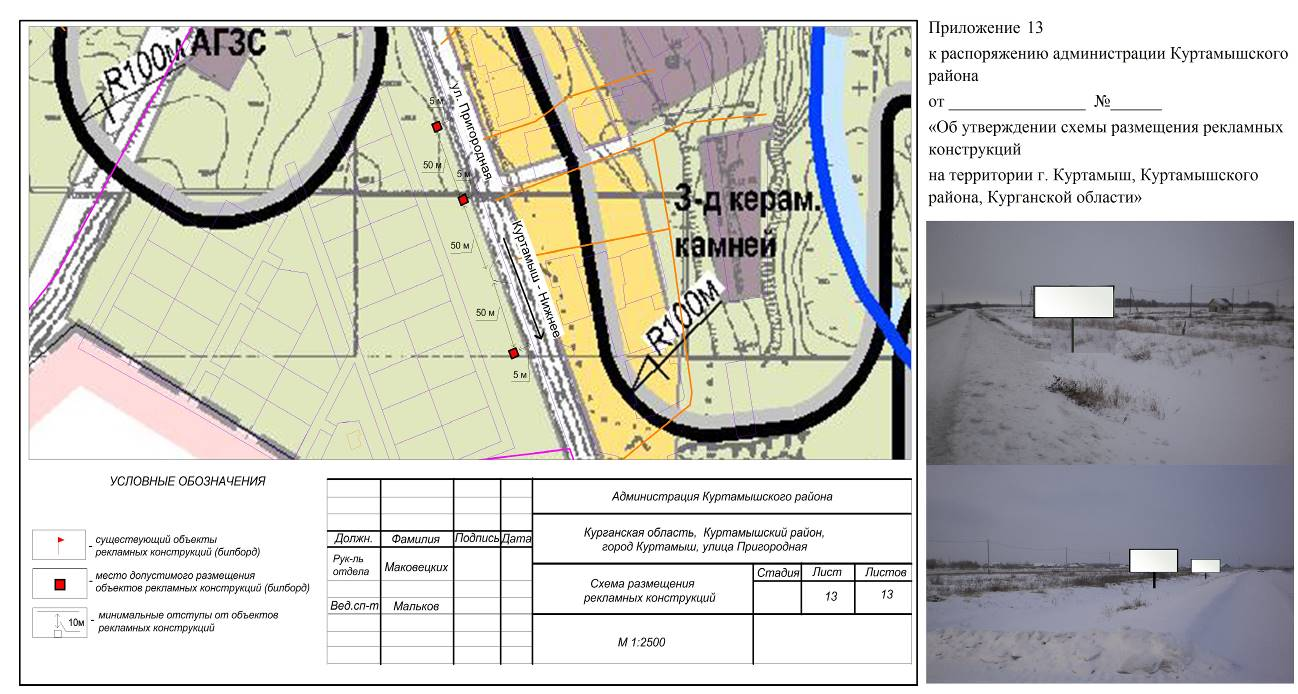 Приложение 13
к распоряжению администрации Куртамышского
района
от _________________ №______
«Об утверждении схемы размещения рекламных
конструкций
на территории г. Куртамыш, Куртамышского
района, Курганской области»
R100м
АГЗС
5 м
ул. Пригородная
50 м
5 м
З-д керам.
камней
50 м
Куртамыш - Нижнее
50 м
R100м
5 м
УСЛОВНЫЕ ОБОЗНАЧЕНИЯ
- существующий объекты
рекламных конструкций (билборд)
- место допустимого размещения
объектов рекламных конструкций (билборд)
10м
- минимальные отступы от объектов
рекламных конструкций
Должн. Фамилия Подпись Дата
Рук-ль
отдела
Маковецких
Вед.сп-т Мальков
Администрация Куртамышского района
Курганская область, Куртамышский район,
город Куртамыш, улица Пригородная
Схема размещения
рекламных конструкций
Стадия Лист Листов
13 13
М 1:2500